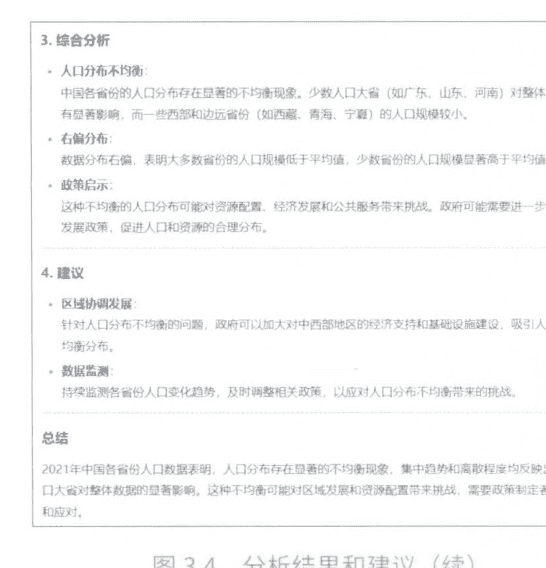 3. 综合分析
• 人口分布不均衡:
中国各省份的人口分布存在显著的不均衡现象。少数人口大省（如广东、山东、河南）对整体
有显著影响，而一些西部和边远省份（如西藏、青海、宁夏）的人口规模较小。
• 右偏分布:
数据分布右偏，表明大多数省份的人口规模低于平均值，少数省份的人口规模显著高于平均值
• 政策启示:
这种不均衡的人口分布可能对资源配置、经济发展和公共服务带来挑战。政府可能需要进一步
发展政策，促进人口和资源的合理分布。
4. 建议
• 区域协调发展:
针对人口分布不均衡的问题，政府可以加大对中西部地区的经济支持和基础设施建设，吸引人
均衡分布。
• 数据监测:
持续监测各省份人口变化趋势，及时调整相关政策，以应对人口分布不均衡带来的挑战。
总结
2021年中国各省份人口数据表明，人口分布存在显著的不均衡现象，集中趋势和离散程度均反映出
口大省对整体数据的显著影响。这种不均衡可能对区域发展和资源配置带来挑战，需要政策制定者
和应对。
图 3.4 分析结果和建议（续）